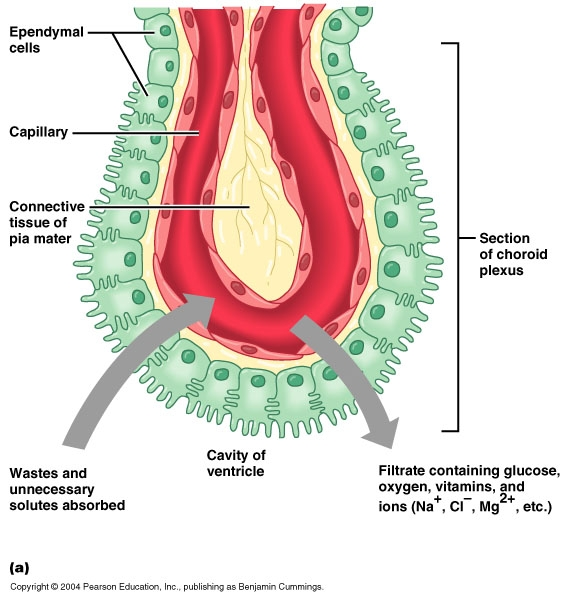 Ependymal
cells
Capillary
Connective
tissue of
pia mater
Section
of choroid
plexus
Wastes and
unnecessary
solutes absorbed
Cavity of
ventricle
Filtrate containing glucose,
oxygen, vitamins, and
ions (Na⁺, Cl⁻, Mg²⁺, etc.)
(a)
Copyright © 2004 Pearson Education, Inc., publishing as Benjamin Cummings.